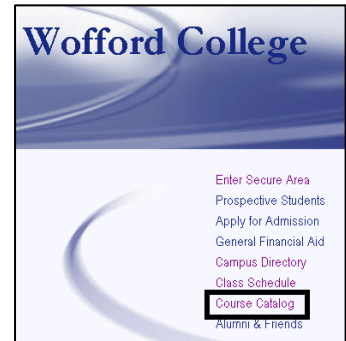 Wofford College
Enter Secure Area
Prospective Students
Apply for Admission
General Financial Aid
Campus Directory
Class Schedule
Course Catalog
Alumni & Friends